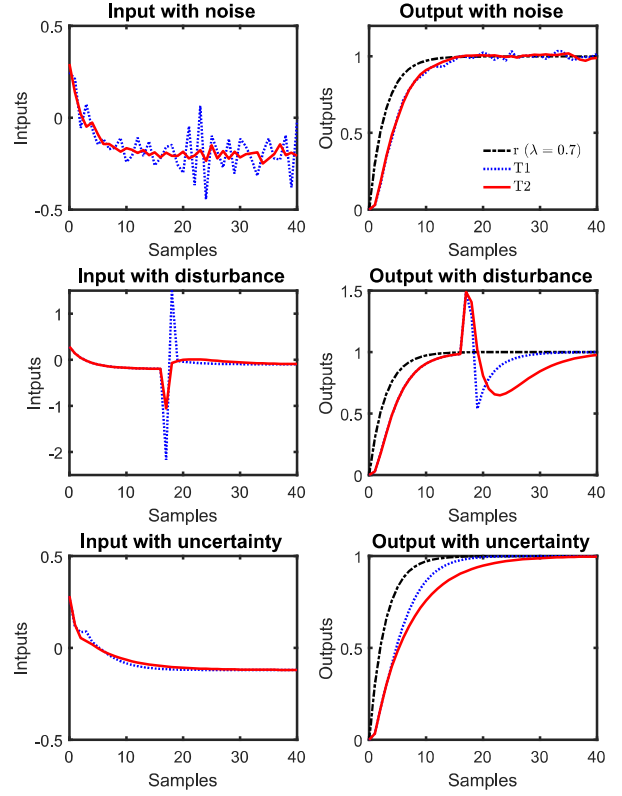 Input with noise
0.5
0
-0.5
Intputs
0 10 20 30 40
Samples
Output with noise
1
0.5
0
Outputs
r (λ = 0.7)
T1
T2
0 10 20 30 40
Samples
Input with disturbance
1
0
-1
-2
Intputs
0 10 20 30 40
Samples
Output with disturbance
1.5
1
0.5
0
Outputs
0 10 20 30 40
Samples
Input with uncertainty
0.5
0
-0.5
Intputs
0 10 20 30 40
Samples
Output with uncertainty
1
0.5
0
Outputs
0 10 20 30 40
Samples